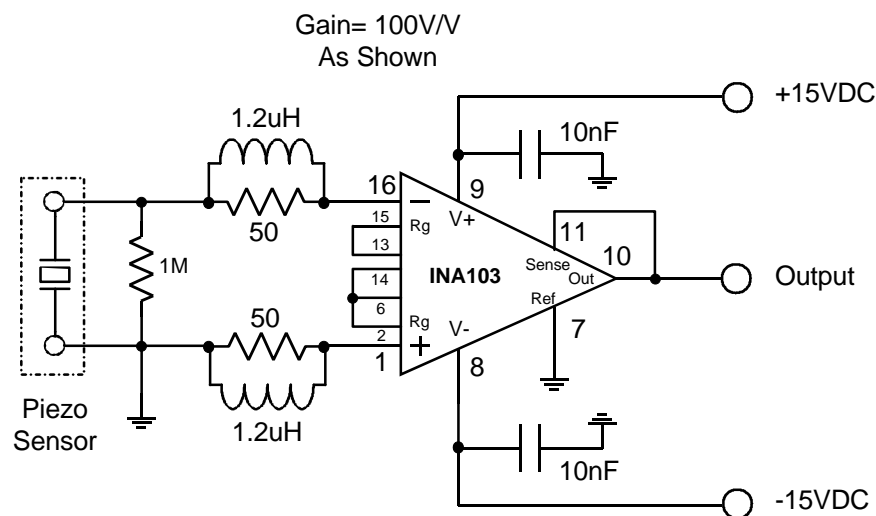 Gain= 100V/V
As Shown
+15VDC
1.2uH
10nF
16
9
V+
50
15
Rg
13
11
1M
INA103
Sense
10
Out
Output
14
Ref
50
6
Rg
V-
7
2
1
8
Piezo
Sensor
1.2uH
10nF
-15VDC